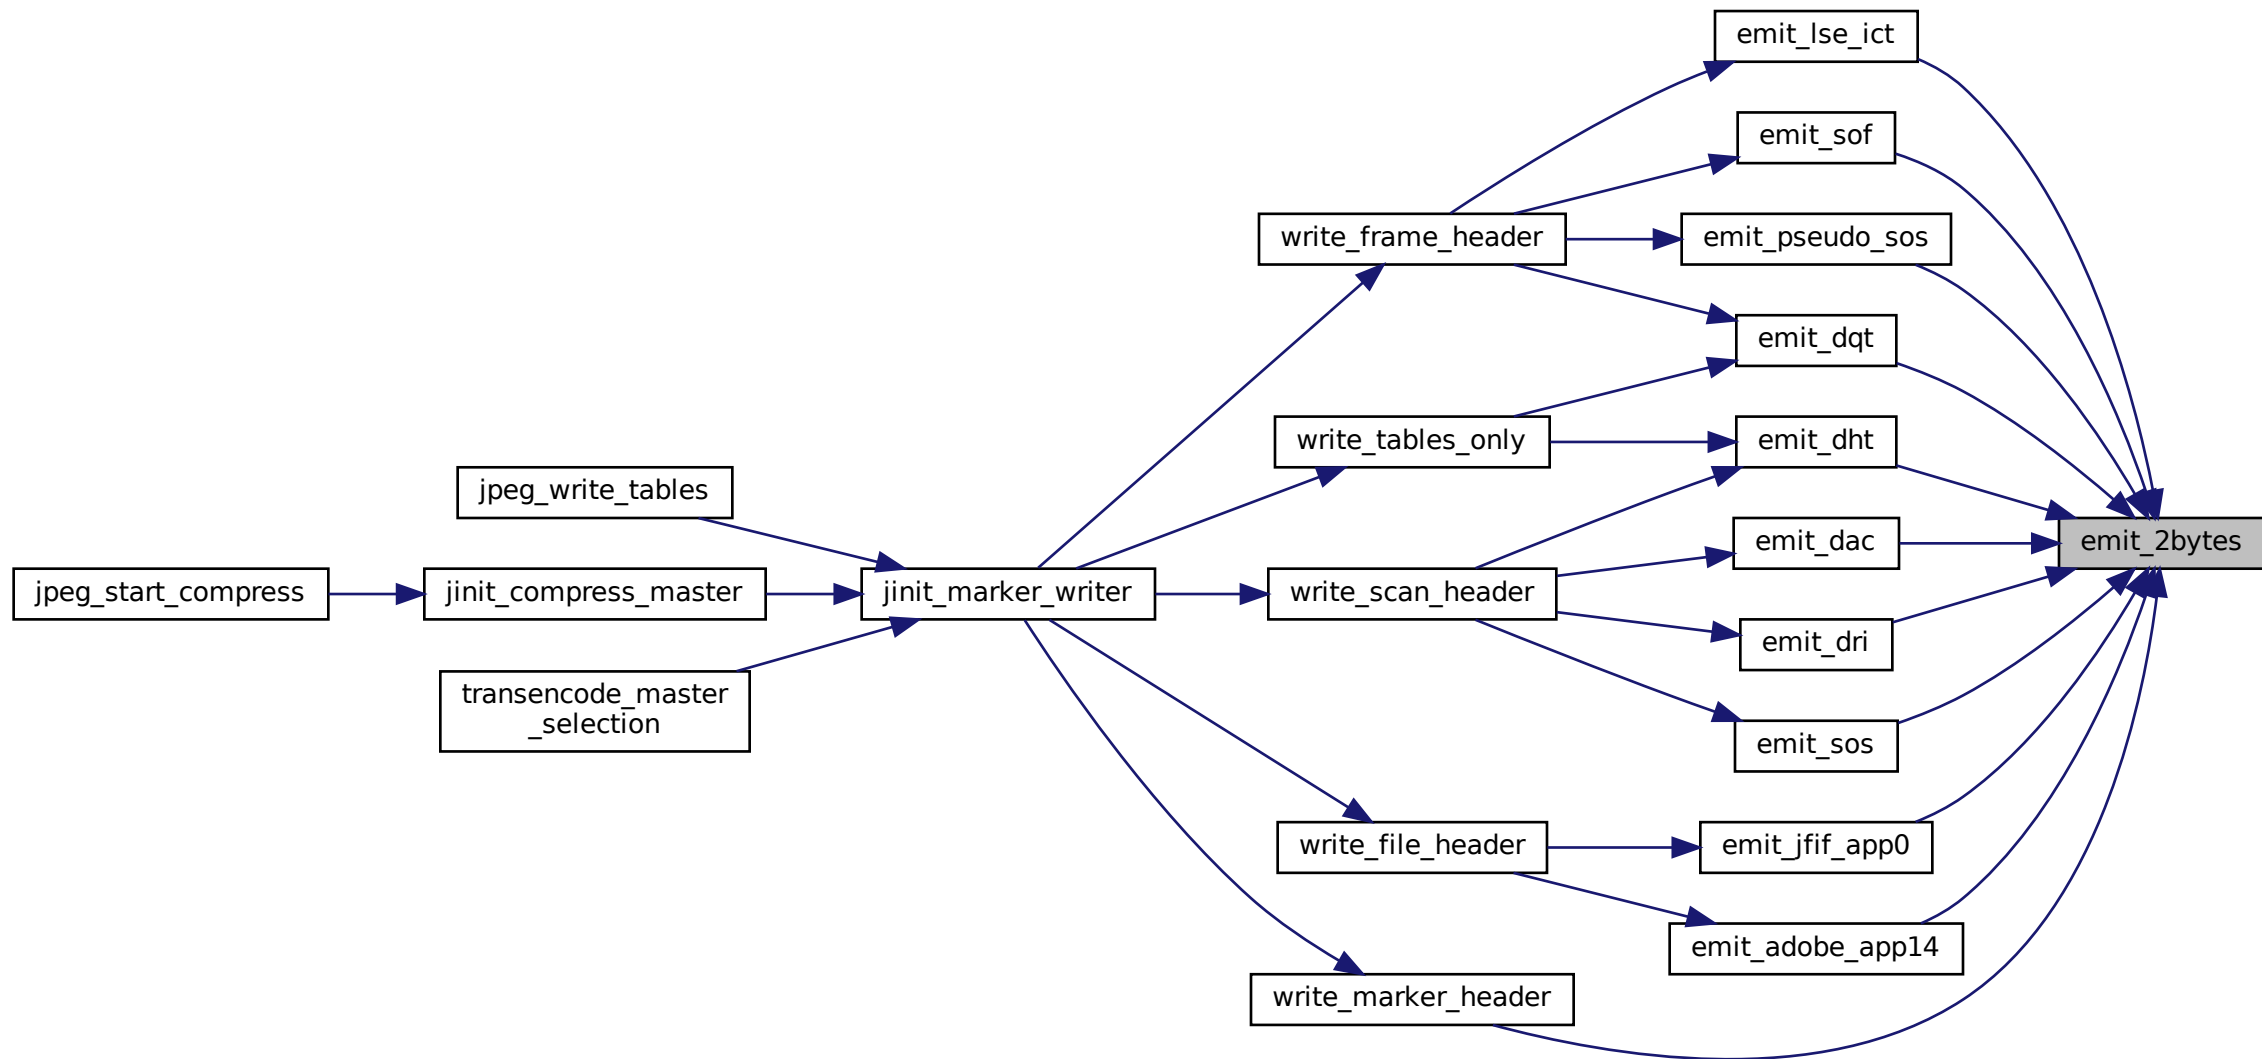 emit_lse_ict
emit_sof
write_frame_header
emit_pseudo_sos
emit_dqt
write_tables_only
emit_dht
jpeg_write_tables
emit_dac
emit_2bytes
jpeg_start_compress
jinit_compress_master
jinit_marker_writer
write_scan_header
emit_dri
transencode_master
_selection
emit_sos
write_file_header
emit_jfif_app0
emit_adobe_app14
write_marker_header